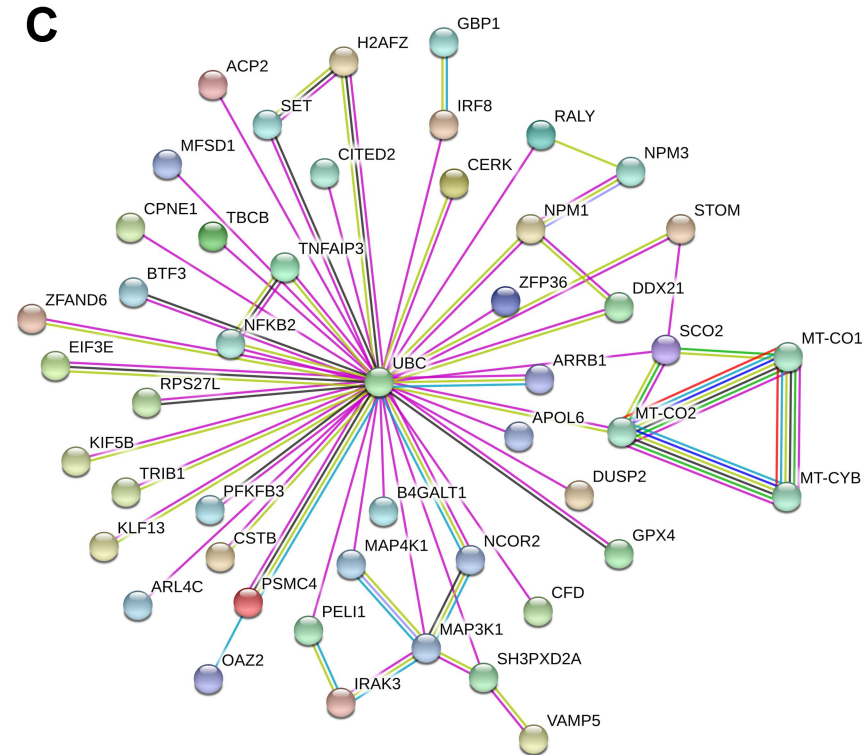 C
GBP1
H2AFZ
ACP2
SET
IRF8
RALY
MFSD1
CITED2
CERK
NPM3
CPNE1
TBCB
NPM1
STOM
TNFAIP3
BTF3
ZFP36
DDX21
ZFAND6
NFKB2
SCO2
MT-CO1
EIF3E
UBC
ARRB1
RPS27L
APOL6
MT-CO2
KIF5B
TRIB1
DUSP2
MT-CYB
PFKFB3
B4GALT1
KLF13
CSTB
MAP4K1
NCOR2
GPX4
ARL4C
PSMC4
CFD
PELI1
MAP3K1
OAZ2
SH3PXD2A
IRAK3
VAMP5